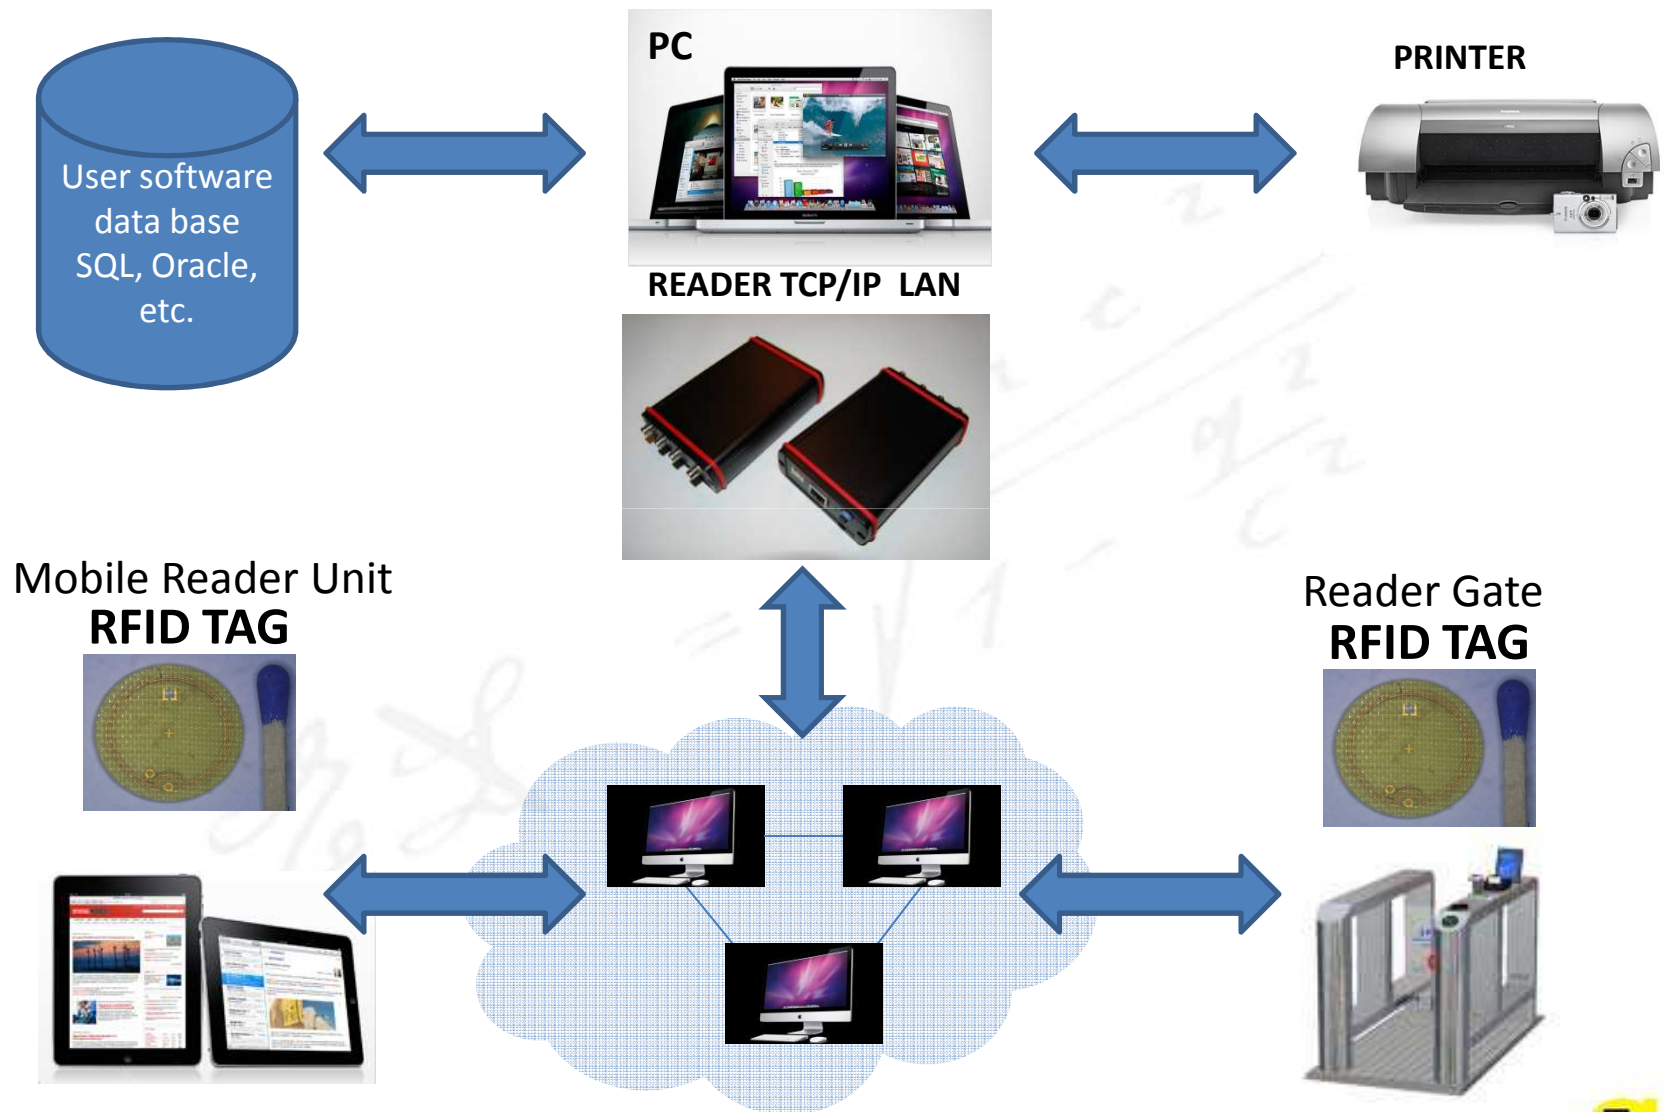 PC
PRINTER
User software
data base
SQL, Oracle,
etc.
READER TCP/IP  LAN
Mobile Reader Unit
RFID TAG
Reader Gate
RFID TAG